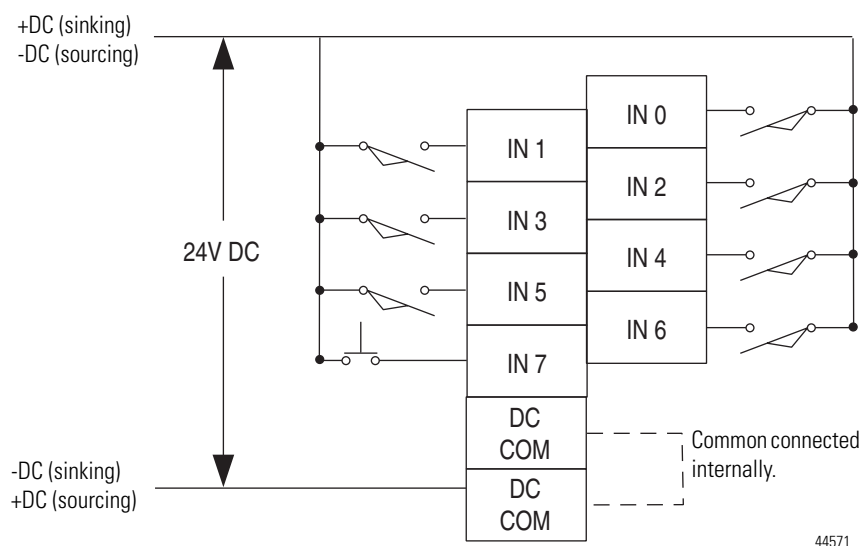 +DC (sinking)
-DC (sourcing)
IN 0
IN 1
IN 2
IN 3
24V DC
IN 4
IN 5
IN 6
IN 7
DC
COM
-DC (sinking)
+DC (sourcing)
DC
COM
Common connected
internally.
44571